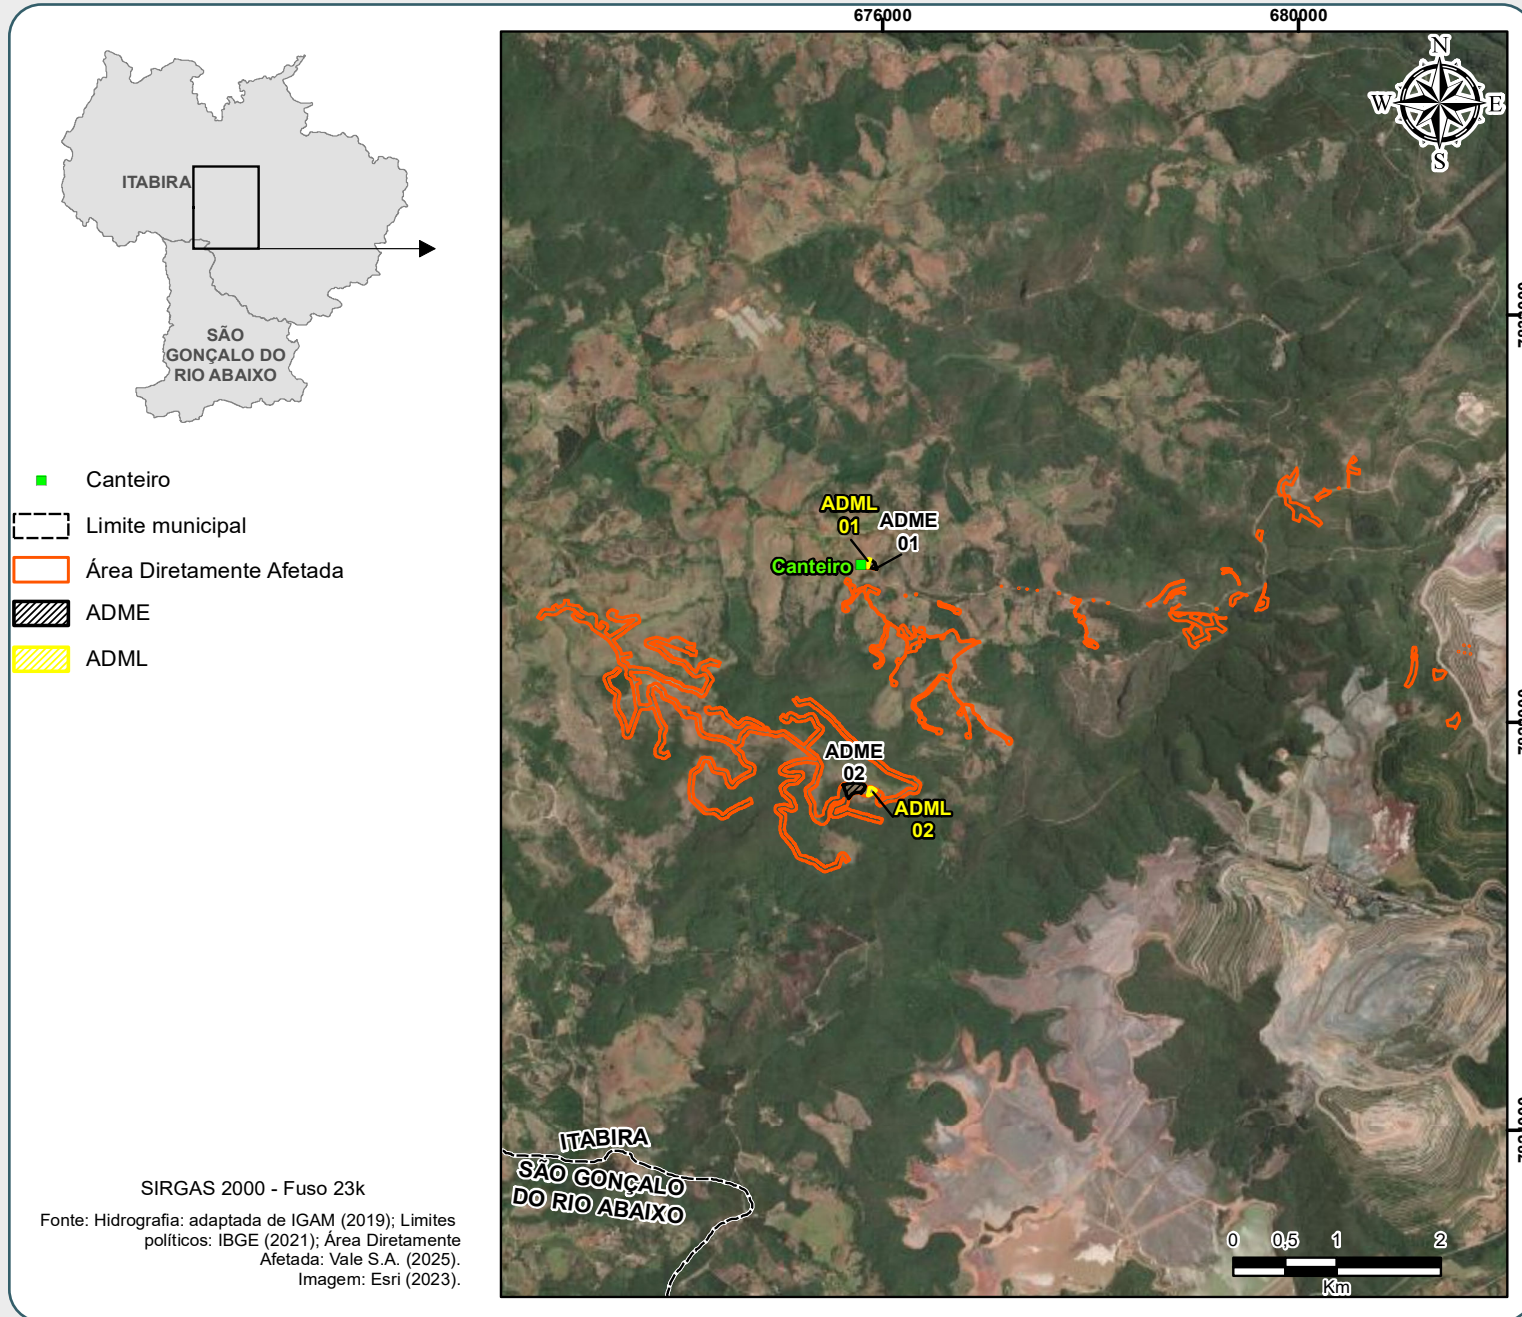 676000
680000
N
W
E
S
ITABIRA
SÃO
GONÇALO DO
RIO ABAIXO
Canteiro
Limite municipal
Área Diretamente Afetada
ADME
ADML
ADML
01
ADME
01
Canteiro
ADME
02
ADML
02
ITABIRA
SÃO GONÇALO
DO RIO ABAIXO
SIRGAS 2000 - Fuso 23k
Fonte: Hidrografia: adaptada de IGAM (2019); Limites
políticos: IBGE (2021); Área Diretamente
Afetada: Vale S.A. (2025).
Imagem: Esri (2023).
0 0,5 1 2
Km